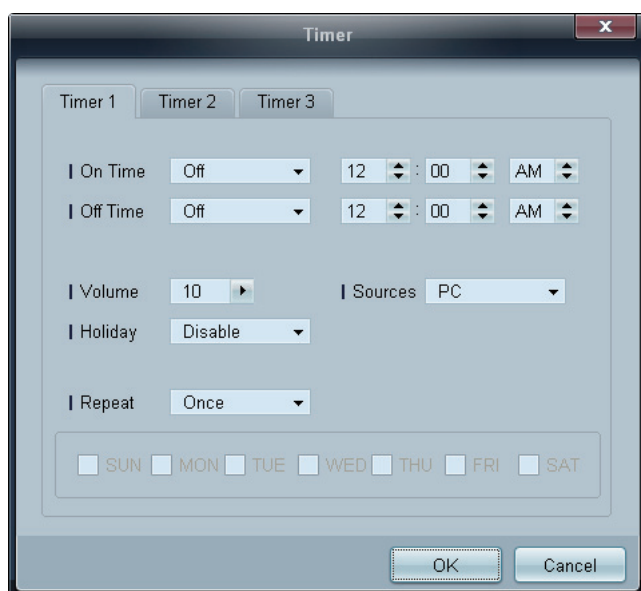 Timer
x
Timer 1 Timer 2 Timer 3
On Time Off 12 : 00 AM
Off Time Off 12 : 00 AM
Volume 10 Sources PC
Holiday Disable
Repeat Once
SUN MON TUE WED THU FRI SAT
OK Cancel